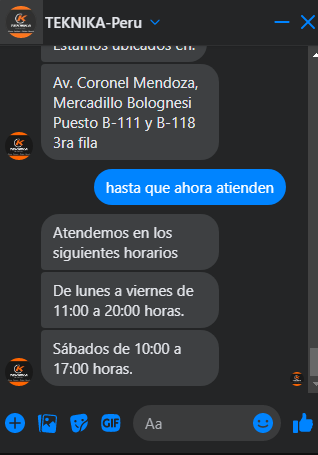 TEKNIKA-Peru
Estamos ubicados en:
Av. Coronel Mendoza,
Mercadillo Bolognesi
Puesto B-111 y B-118
3ra fila
hasta que ahora atienden
Atendemos en los
siguientes horarios
De lunes a viernes de
11:00 a 20:00 horas.
Sábados de 10:00 a
17:00 horas.
GIF
Aa